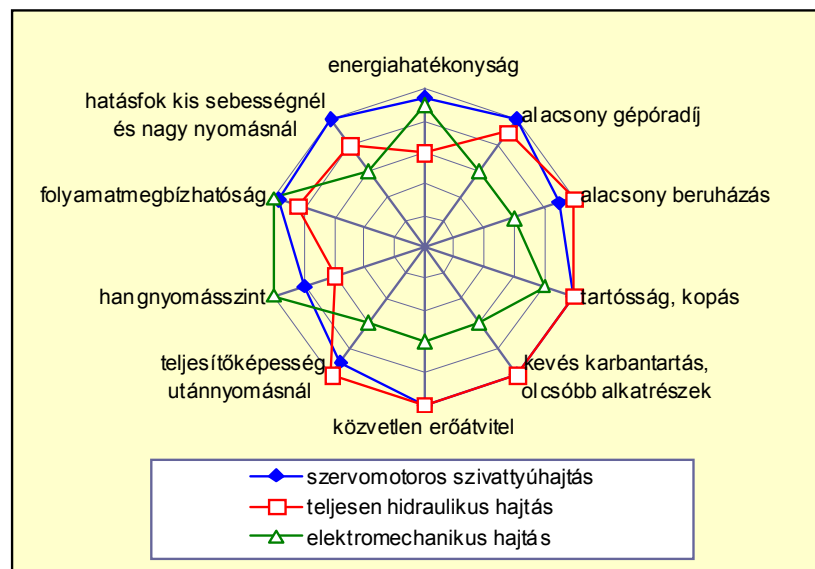 energiahatékonyság
hatásfok kis sebességnél
és nagy nyomásnál
alacsony gépóradíj
folyamatmegbízhatóság
alacsony beruházás
hangnyomásszint
tartósság, kopás
teljesítőképesség
utánnyomásnál
kevés karbantartás,
olcsóbb alkatrészek
közvetlen erőátvitel
szervomotoros szivattyúhajtás
teljesen hidraulikus hajtás
elektromechanikus hajtás